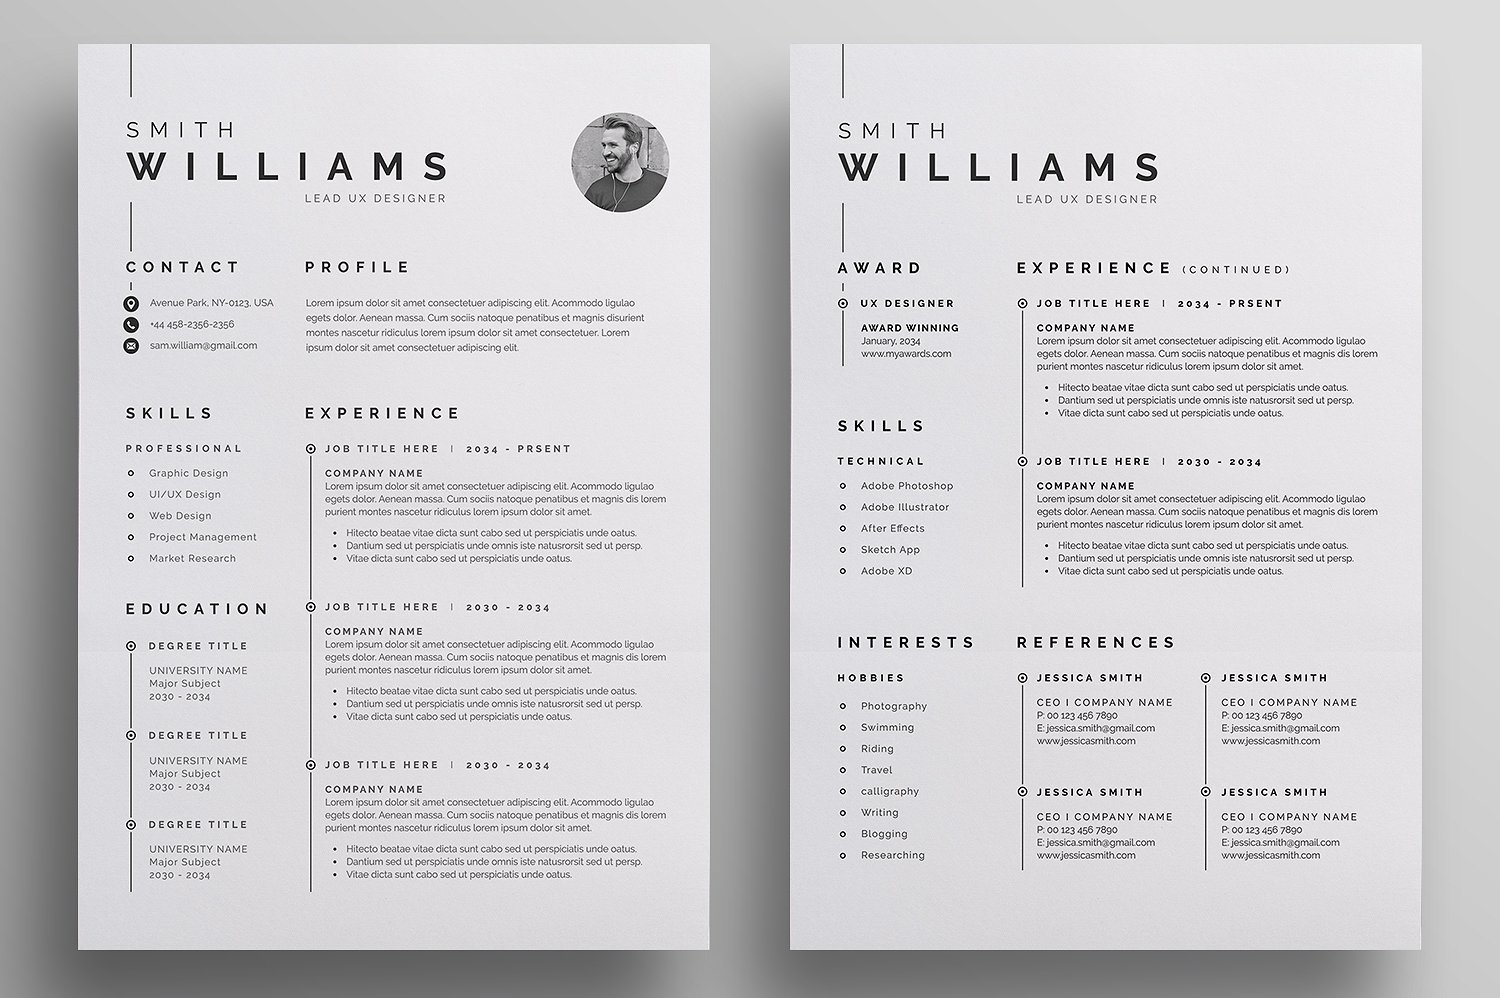 SMITH
WILLIAMS
LEAD UX DESIGNER
CONTACT
Avenue Park, NY-0123, USA
+44 458-2356-2356
sam.william@gmail.com
PROFILE
Lorem ipsum dolor sit amet consectetuer adipiscing elit. Acommodo ligulao
egets dolor. Aenean massa. Cum sociis natoque penatibus et magnis disurient
montes nascetur ridiculus lorem ipsum dolor sit amet consectetuer. Lorem
ipsum dolor sit amet consectetuer adipiscing elit.
SKILLS
PROFESSIONAL
Graphic Design
UI/UX Design
Web Design
Project Management
Market Research
EDUCATION
DEGREE TITLE
UNIVERSITY NAME
Major Subject
2030 - 2034
DEGREE TITLE
UNIVERSITY NAME
Major Subject
2030 - 2034
DEGREE TITLE
UNIVERSITY NAME
Major Subject
2030 - 2034
EXPERIENCE
JOB TITLE HERE | 2034 - PRSENT
COMPANY NAME
Lorem ipsum dolor sit amet consectetuer adipiscing elit. Acommodo ligulao
egets dolor. Aenean massa. Cum sociis natoque penatibus et magnis dis lorem
purient montes nascetur ridiculus lorem ipsum dolor sit amet.
• Hitecto beatae vitae dicta sunt cabo sed ut perspiciatis unde oatus.
• Dantium sed ut perspiciatis unde omnis iste natusrorsit sed ut persp.
• Vitae dicta sunt cabo sed ut perspiciatis unde oatus.
JOB TITLE HERE | 2030 - 2034
COMPANY NAME
Lorem ipsum dolor sit amet consectetuer adipiscing elit. Acommodo ligulao
egets dolor. Aenean massa. Cum sociis natoque penatibus et magnis dis lorem
purient montes nascetur ridiculus lorem ipsum dolor sit amet.
• Hitecto beatae vitae dicta sunt cabo sed ut perspiciatis unde oatus.
• Dantium sed ut perspiciatis unde omnis iste natusrorsit sed ut persp.
• Vitae dicta sunt cabo sed ut perspiciatis unde oatus.
JOB TITLE HERE | 2030 - 2034
COMPANY NAME
Lorem ipsum dolor sit amet consectetuer adipiscing elit. Acommodo ligulao
egets dolor. Aenean massa. Cum sociis natoque penatibus et magnis dis lorem
purient montes nascetur ridiculus lorem ipsum dolor sit amet.
• Hitecto beatae vitae dicta sunt cabo sed ut perspiciatis unde oatus.
• Dantium sed ut perspiciatis unde omnis iste natusrorsit sed ut persp.
• Vitae dicta sunt cabo sed ut perspiciatis unde oatus.
SMITH
WILLIAMS
LEAD UX DESIGNER
AWARD
UX DESIGNER
AWARD WINNING
January, 2034
www.myawards.com
SKILLS
TECHNICAL
Adobe Photoshop
Adobe Illustrator
After Effects
Sketch App
Adobe XD
INTERESTS
HOBBIES
Photography
Swimming
Riding
Travel
calligraphy
Writing
Blogging
Researching
EXPERIENCE (CONTINUED)
JOB TITLE HERE | 2034 - PRSENT
COMPANY NAME
Lorem ipsum dolor sit amet consectetuer adipiscing elit. Acommodo ligulao
egets dolor. Aenean massa. Cum sociis natoque penatibus et magnis dis lorem
purient montes nascetur ridiculus lorem ipsum dolor sit amet.
• Hitecto beatae vitae dicta sunt cabo sed ut perspiciatis unde oatus.
• Dantium sed ut perspiciatis unde omnis iste natusrorsit sed ut persp.
• Vitae dicta sunt cabo sed ut perspiciatis unde oatus.
JOB TITLE HERE | 2030 - 2034
COMPANY NAME
Lorem ipsum dolor sit amet consectetuer adipiscing elit. Acommodo ligulao
egets dolor. Aenean massa. Cum sociis natoque penatibus et magnis dis lorem
purient montes nascetur ridiculus lorem ipsum dolor sit amet.
• Hitecto beatae vitae dicta sunt cabo sed ut perspiciatis unde oatus.
• Dantium sed ut perspiciatis unde omnis iste natusrorsit sed ut persp.
• Vitae dicta sunt cabo sed ut perspiciatis unde oatus.
REFERENCES
JESSICA SMITH
CEO I COMPANY NAME
P: 00 123 456 7890
E: jessica.smith@gmail.com
www.jessicasmith.com
JESSICA SMITH
CEO I COMPANY NAME
P: 00 123 456 7890
E: jessica.smith@gmail.com
www.jessicasmith.com
JESSICA SMITH
CEO I COMPANY NAME
P: 00 123 456 7890
E: jessica.smith@gmail.com
www.jessicasmith.com
JESSICA SMITH
CEO I COMPANY NAME
P: 00 123 456 7890
E: jessica.smith@gmail.com
www.jessicasmith.com